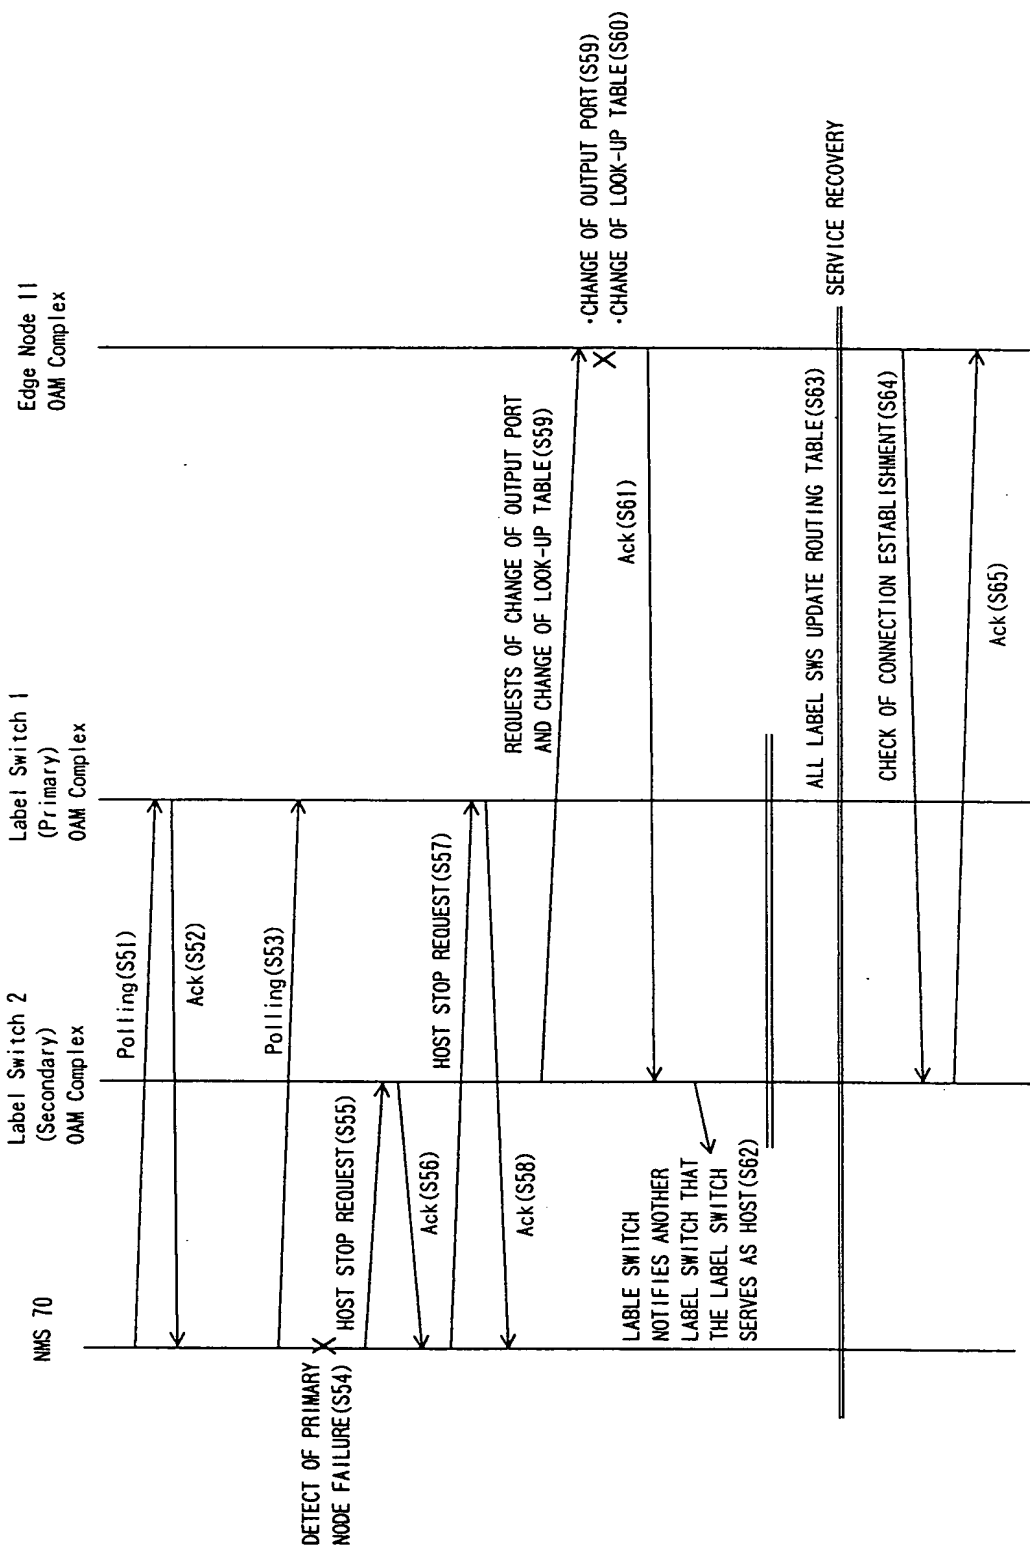 NMS 70
Label Switch 2
(Secondary)
OAM Complex
Label Switch 1
(Primary)
OAM Complex
Edge Node 11
OAM Complex
Polling(S51)
Ack(S52)
Polling(S53)
DETECT OF PRIMARY
NODE FAILURE(S54)
HOST STOP REQUEST(S55)
Ack(S56)
HOST STOP REQUEST(S57)
Ack(S58)
REQUESTS OF CHANGE OF OUTPUT PORT
AND CHANGE OF LOOK-UP TABLE(S59)
・CHANGE OF OUTPUT PORT(S59)
・CHANGE OF LOOK-UP TABLE(S60)
Ack(S61)
LABLE SWITCH
NOTIFIES ANOTHER
LABEL SWITCH THAT
THE LABEL SWITCH
SERVES AS HOST(S62)
ALL LABEL SWS UPDATE ROUTING TABLE(S63)
SERVICE RECOVERY
CHECK OF CONNECTION ESTABLISHMENT(S64)
Ack(S65)